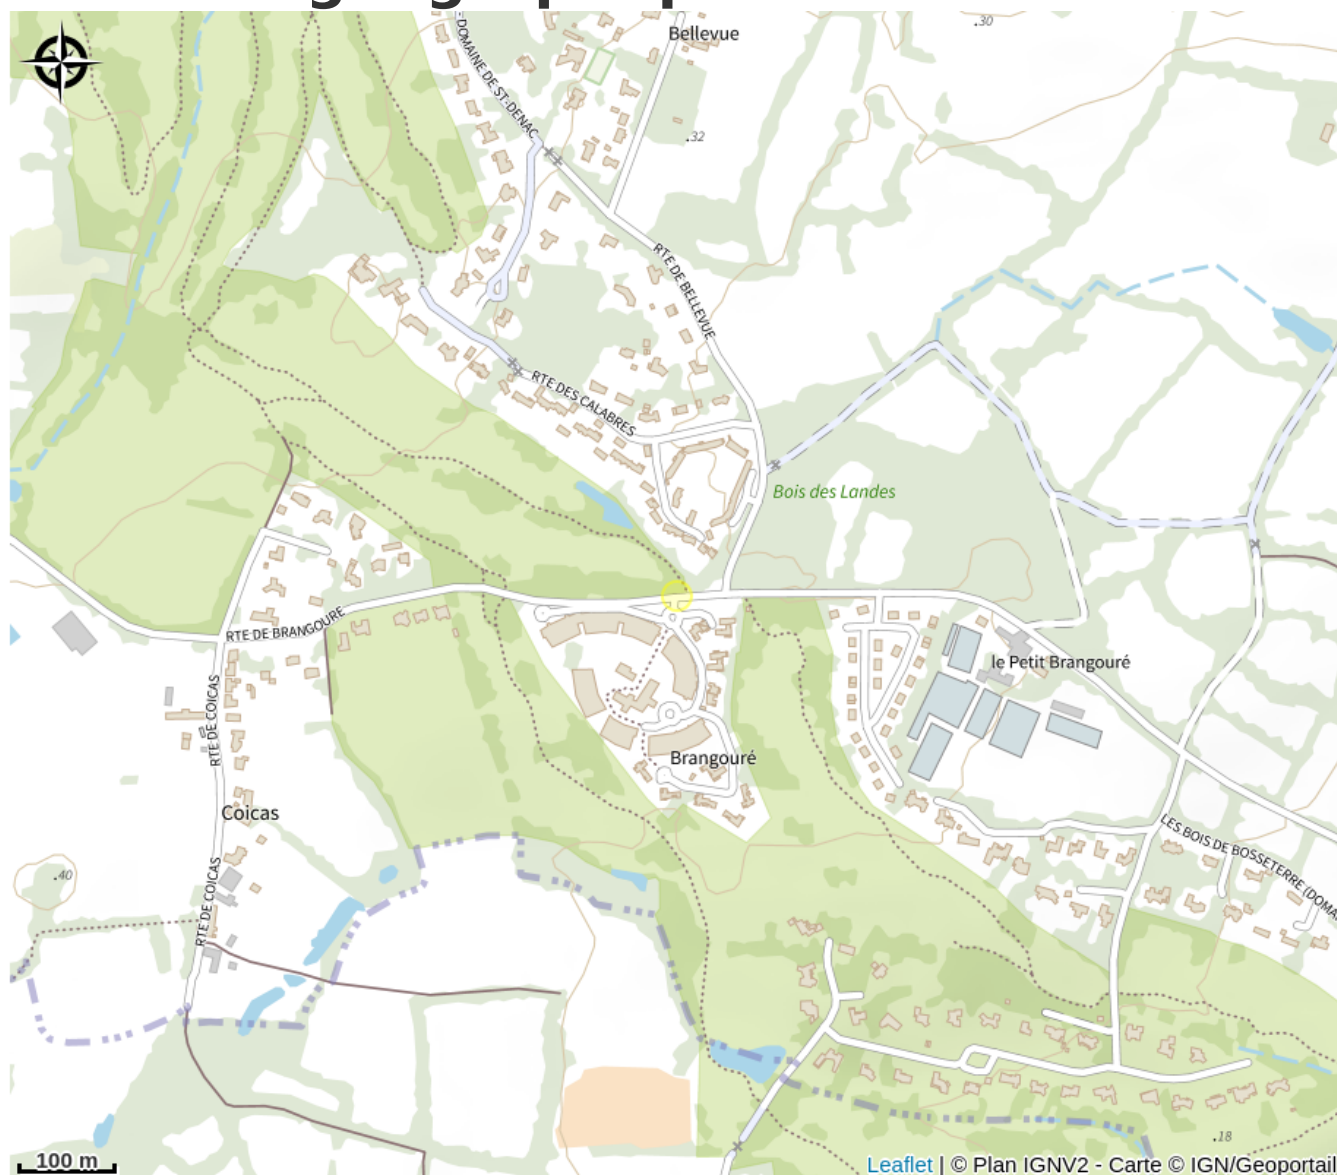 Bellevue
.30
-DOMAINE DE ST-DENAC
.32
RTE DE BELLEVUE
RTE DES CALABRES
Bois des Landes
RTE DE BRANGOURE
le Petit Brangouré
RTE DE COICAS
Brangouré
Coicas
LES BOIS DE BOSSETERRE (DOMA
.40
RTE DE COICAS
.18
100 m
Leaflet | © Plan IGNV2 - Carte © IGN/Geoportail